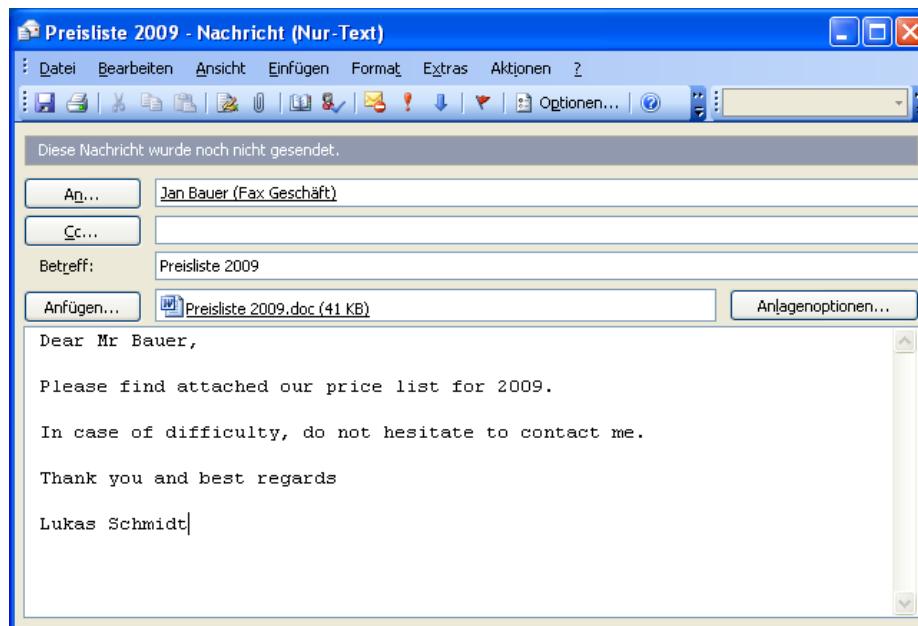 Preisliste 2009 - Nachricht (Nur-Text)
Datei Bearbeiten Ansicht Einfügen Format Extras Aktionen ?
Optionen...
Diese Nachricht wurde noch nicht gesendet.
An... Jan Bauer (Fax Geschäft)
Cc...
Betreff: Preisliste 2009
Anfügen... Preisliste 2009.doc (41 KB) Anlagenoptionen...
Dear Mr Bauer,
Please find attached our price list for 2009.
In case of difficulty, do not hesitate to contact me.
Thank you and best regards
Lukas Schmidt